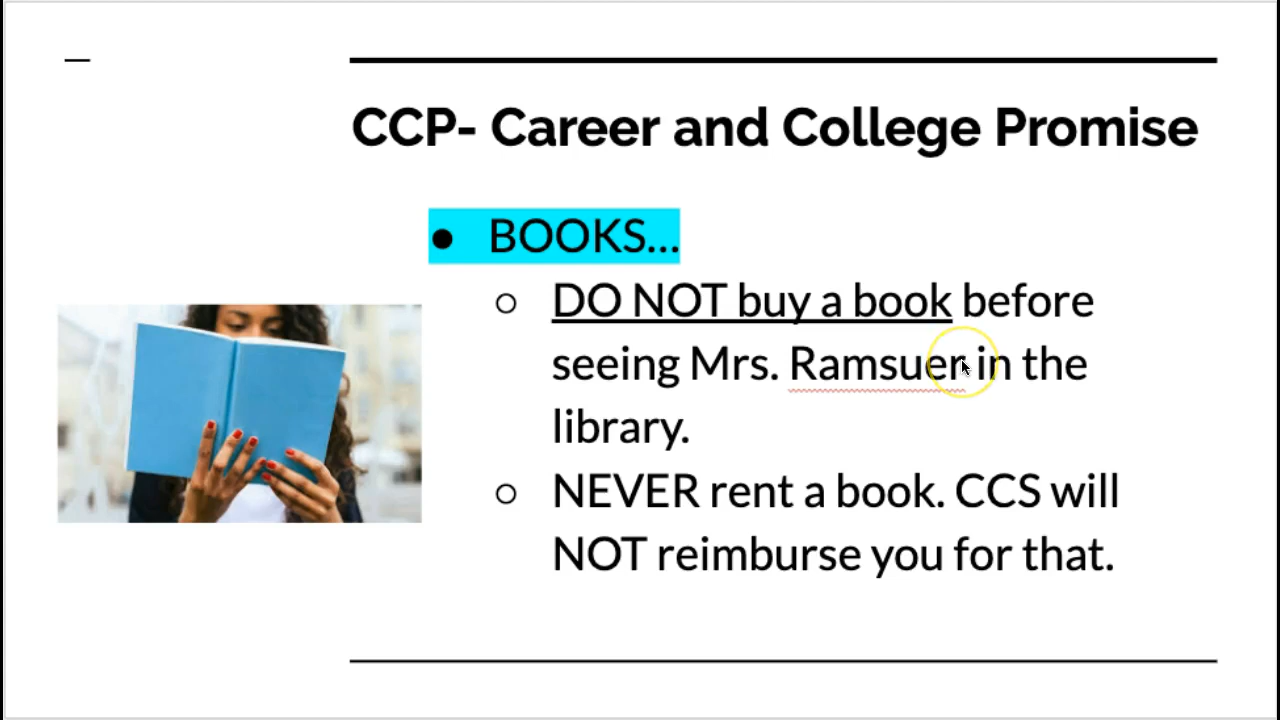 CCP- Career and College Promise
● BOOKS...
○ DO NOT buy a book before
seeing Mrs. Ramsuer in the
library.
○ NEVER rent a book. CCS will
NOT reimburse you for that.